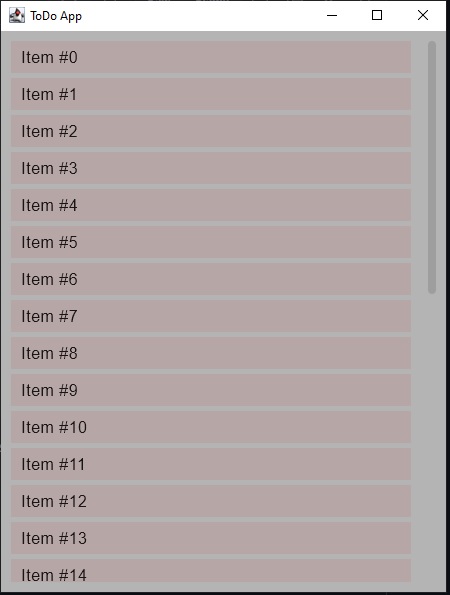 ToDo App
Item #0
Item #1
Item #2
Item #3
Item #4
Item #5
Item #6
Item #7
Item #8
Item #9
Item #10
Item #11
Item #12
Item #13
Item #14